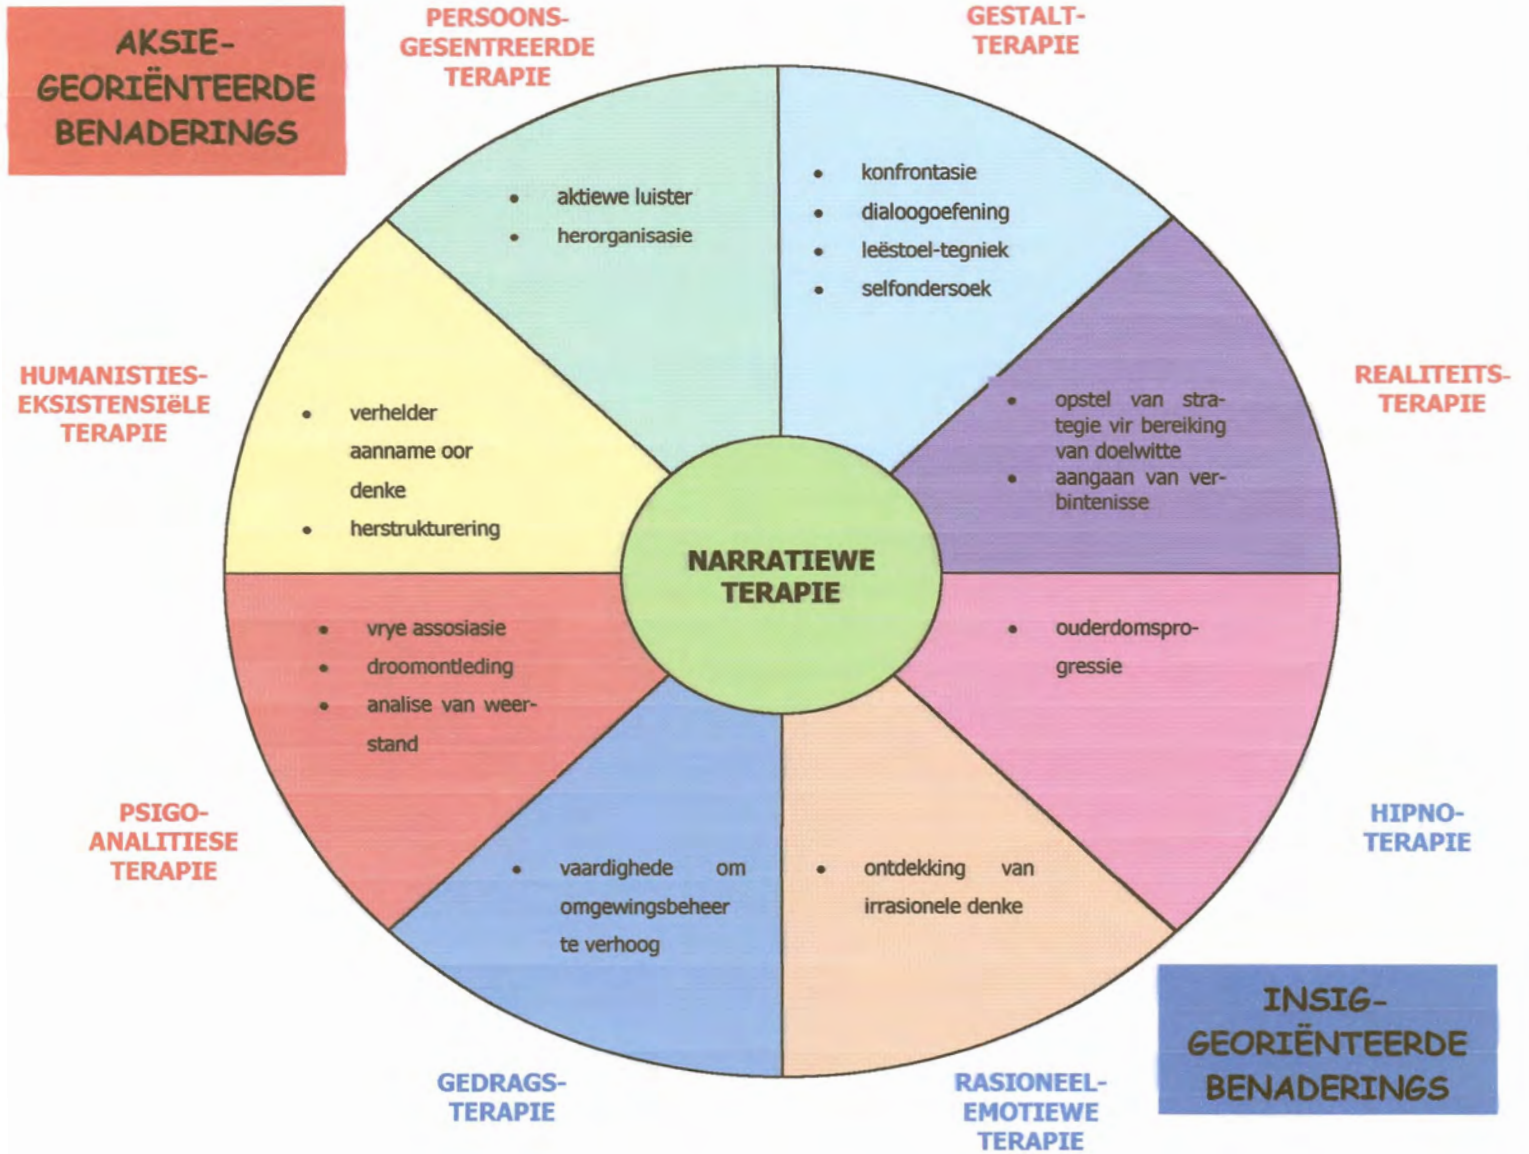 AKSIE-
GEORIËNTEERDE
BENADERINGS
PERSOONS-
GESENTREERDE
TERAPIE
GESTALT-
TERAPIE
• aktiewe luister
• herorganisasie
• konfrontasie
• dialoogoefening
• leëstoel-tegniek
• selfondersoek
HUMANISTIES-
EKSISTENSIëLE
TERAPIE
• verhelder
aanname oor
denke
• herstrukturering
REALITEITS-
TERAPIE
• opstel van stra-
tegie vir bereiking
van doelwitte
• aangaan van ver-
bintenisse
NARRATIEWE
TERAPIE
• vrye assosiasie
• droomontleding
• analise van weer-
stand
• ouderdomspro-
gressie
PSIGO-
ANALITIESE
TERAPIE
HIPNO-
TERAPIE
• vaardighede om
omgewingsbeheer
te verhoog
• ontdekking van
irrasionele denke
GEDRAGS-
TERAPIE
RASIONEEL-
EMOTIEWE
TERAPIE
INSIG-
GEORIËNTEERDE
BENADERINGS